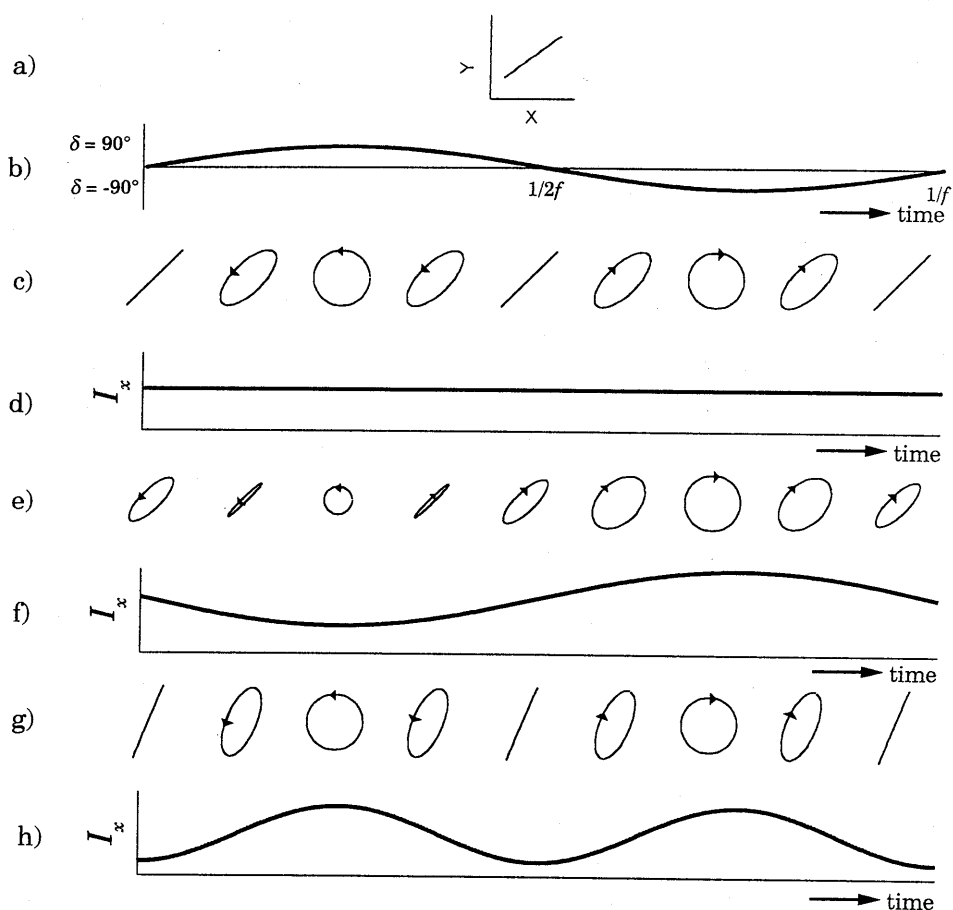 a)
Y
X
b)
δ = 90°
δ = -90°
1/2f
1/f
time
c)
d)
I_x
time
e)
f)
I_x
time
g)
h)
I_x
time